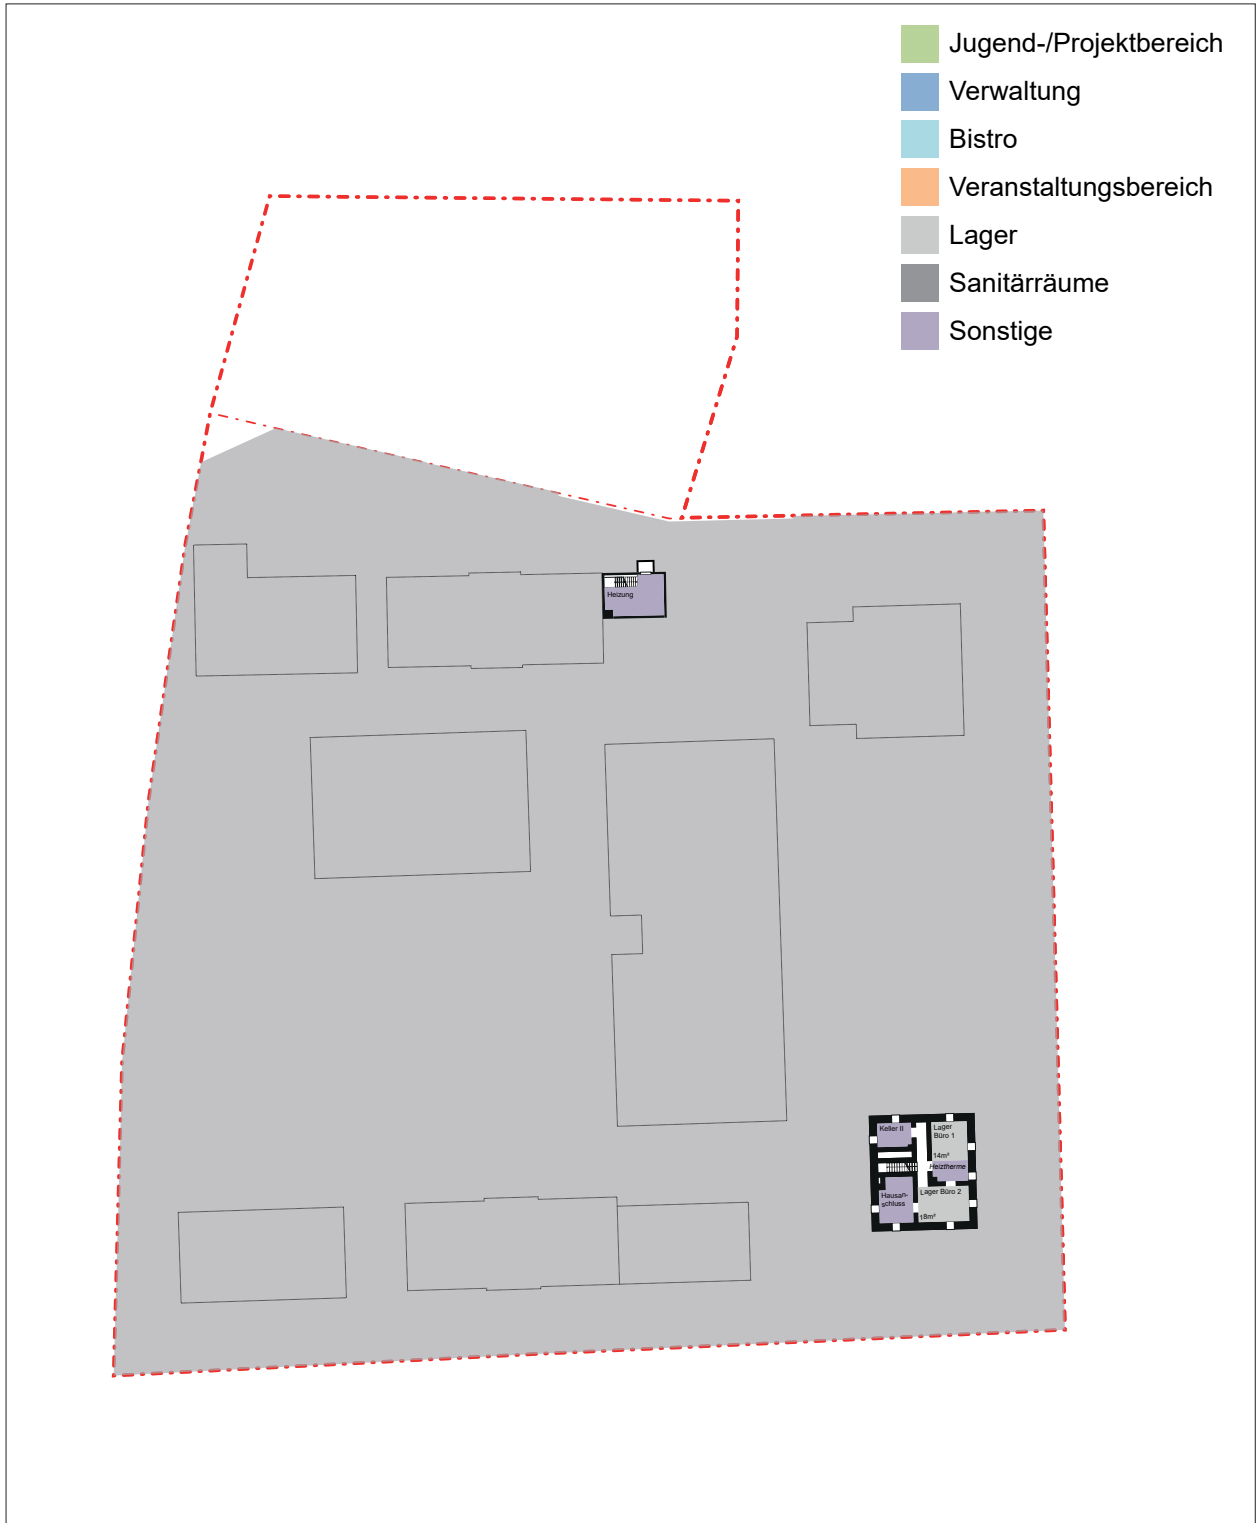 Jugend-/Projektbereich
Verwaltung
Bistro
Veranstaltungsbereich
Lager
Sanitärräume
Sonstige
Heizung
Keller II
Lager
Büro 1
14m²
Heiztherme
Hausan-
schluss
Lager Büro 2
18m²